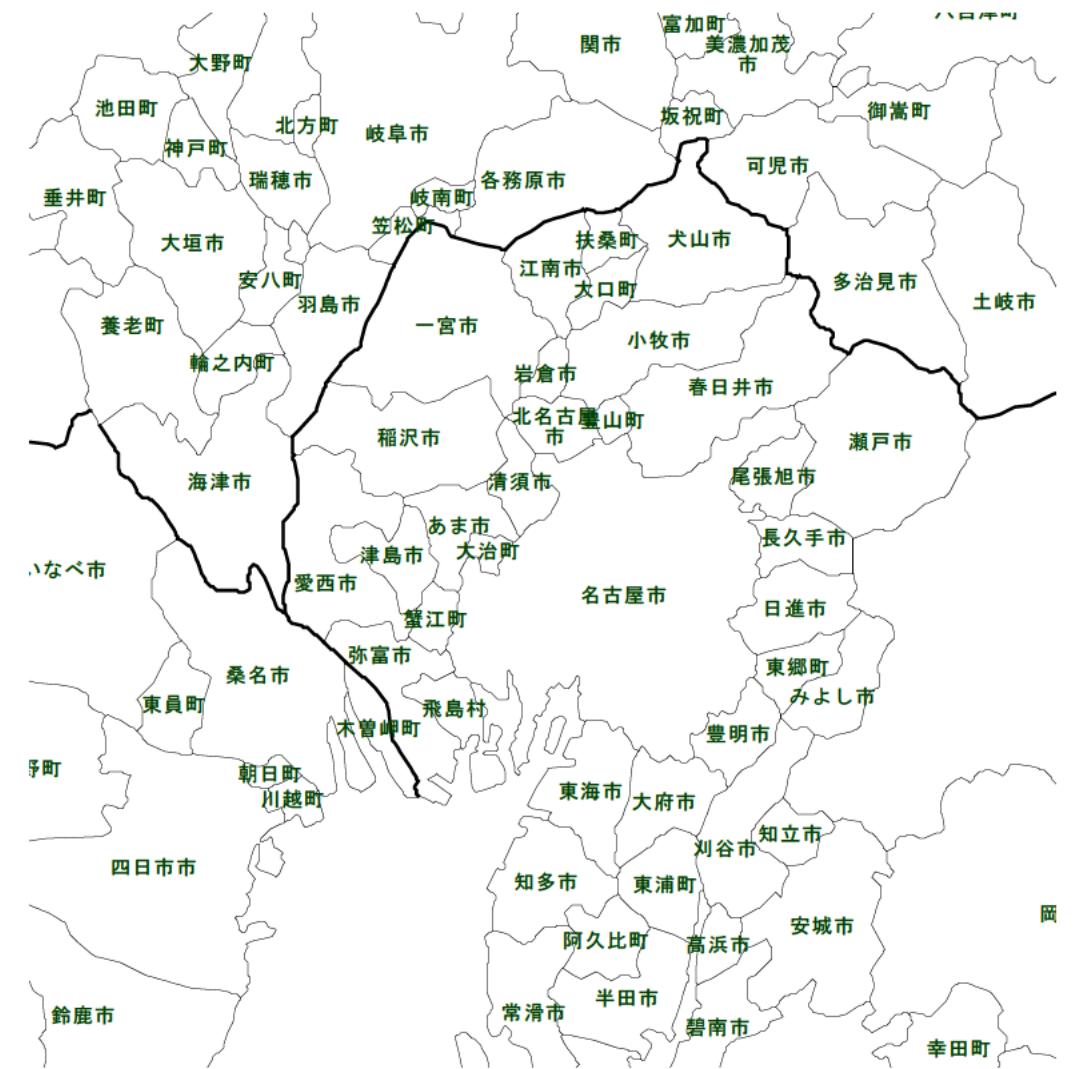 富加町
関市
美濃加茂
市
大野町
池田町
坂祝町
御嵩町
北方町
岐阜市
神戸町
可児市
瑞穂市
各務原市
垂井町
岐南町
笠松町
大垣市
扶桑町
犬山市
江南市
安八町
多治見市
大口町
羽島市
土岐市
養老町
一宮市
小牧市
輪之内町
岩倉市
春日井市
北名古屋
市
豊山町
稲沢市
瀬戸市
尾張旭市
海津市
清須市
あま市
長久手市
大治町
津島市
いなべ市
愛西市
名古屋市
日進市
蟹江町
弥富市
東郷町
桑名市
みよし市
東員町
飛島村
木曽岬町
豊明市
野町
朝日町
東海市
川越町
大府市
知立市
刈谷市
四日市市
知多市
東浦町
岡
安城市
阿久比町
高浜市
半田市
常滑市
鈴鹿市
碧南市
幸田町